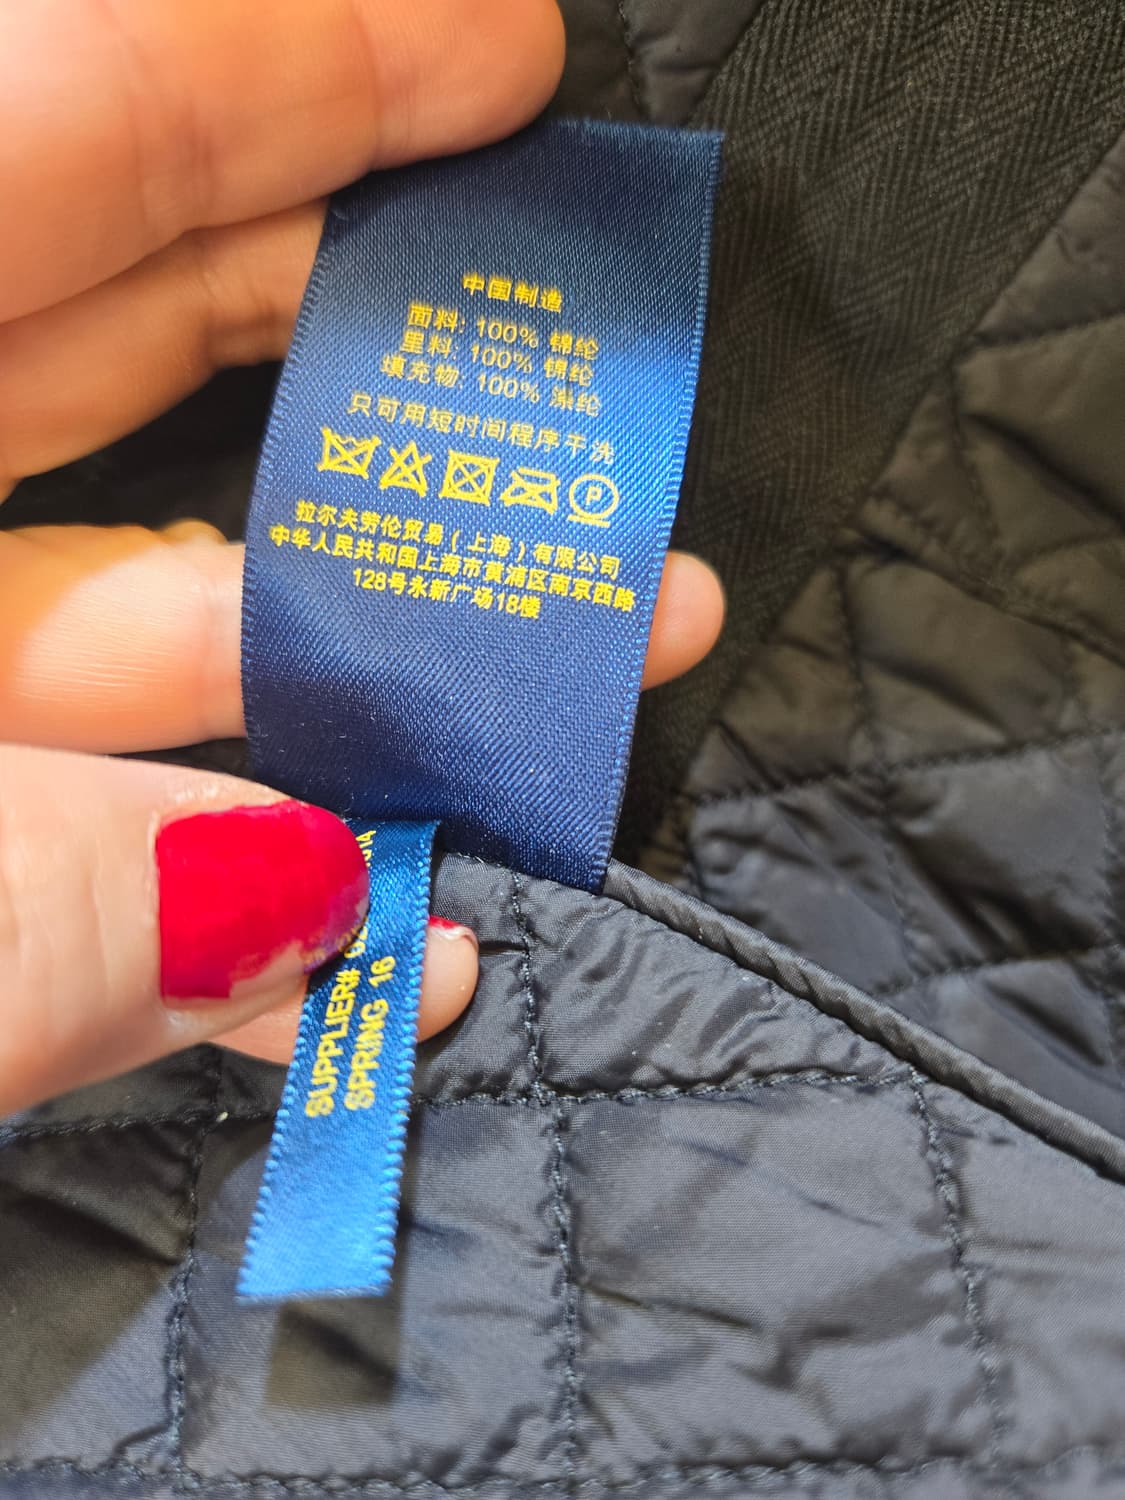 中国制造
面料: 100% 锦纶
里料: 100% 锦纶
填充物: 100% 涤纶
只可用短时间程序干洗
P
拉尔夫劳伦贸易(上海)有限公司
中华人民共和国上海市黄浦区南京西路
128号永新广场18楼
SUPPLIER#
SPRING 16